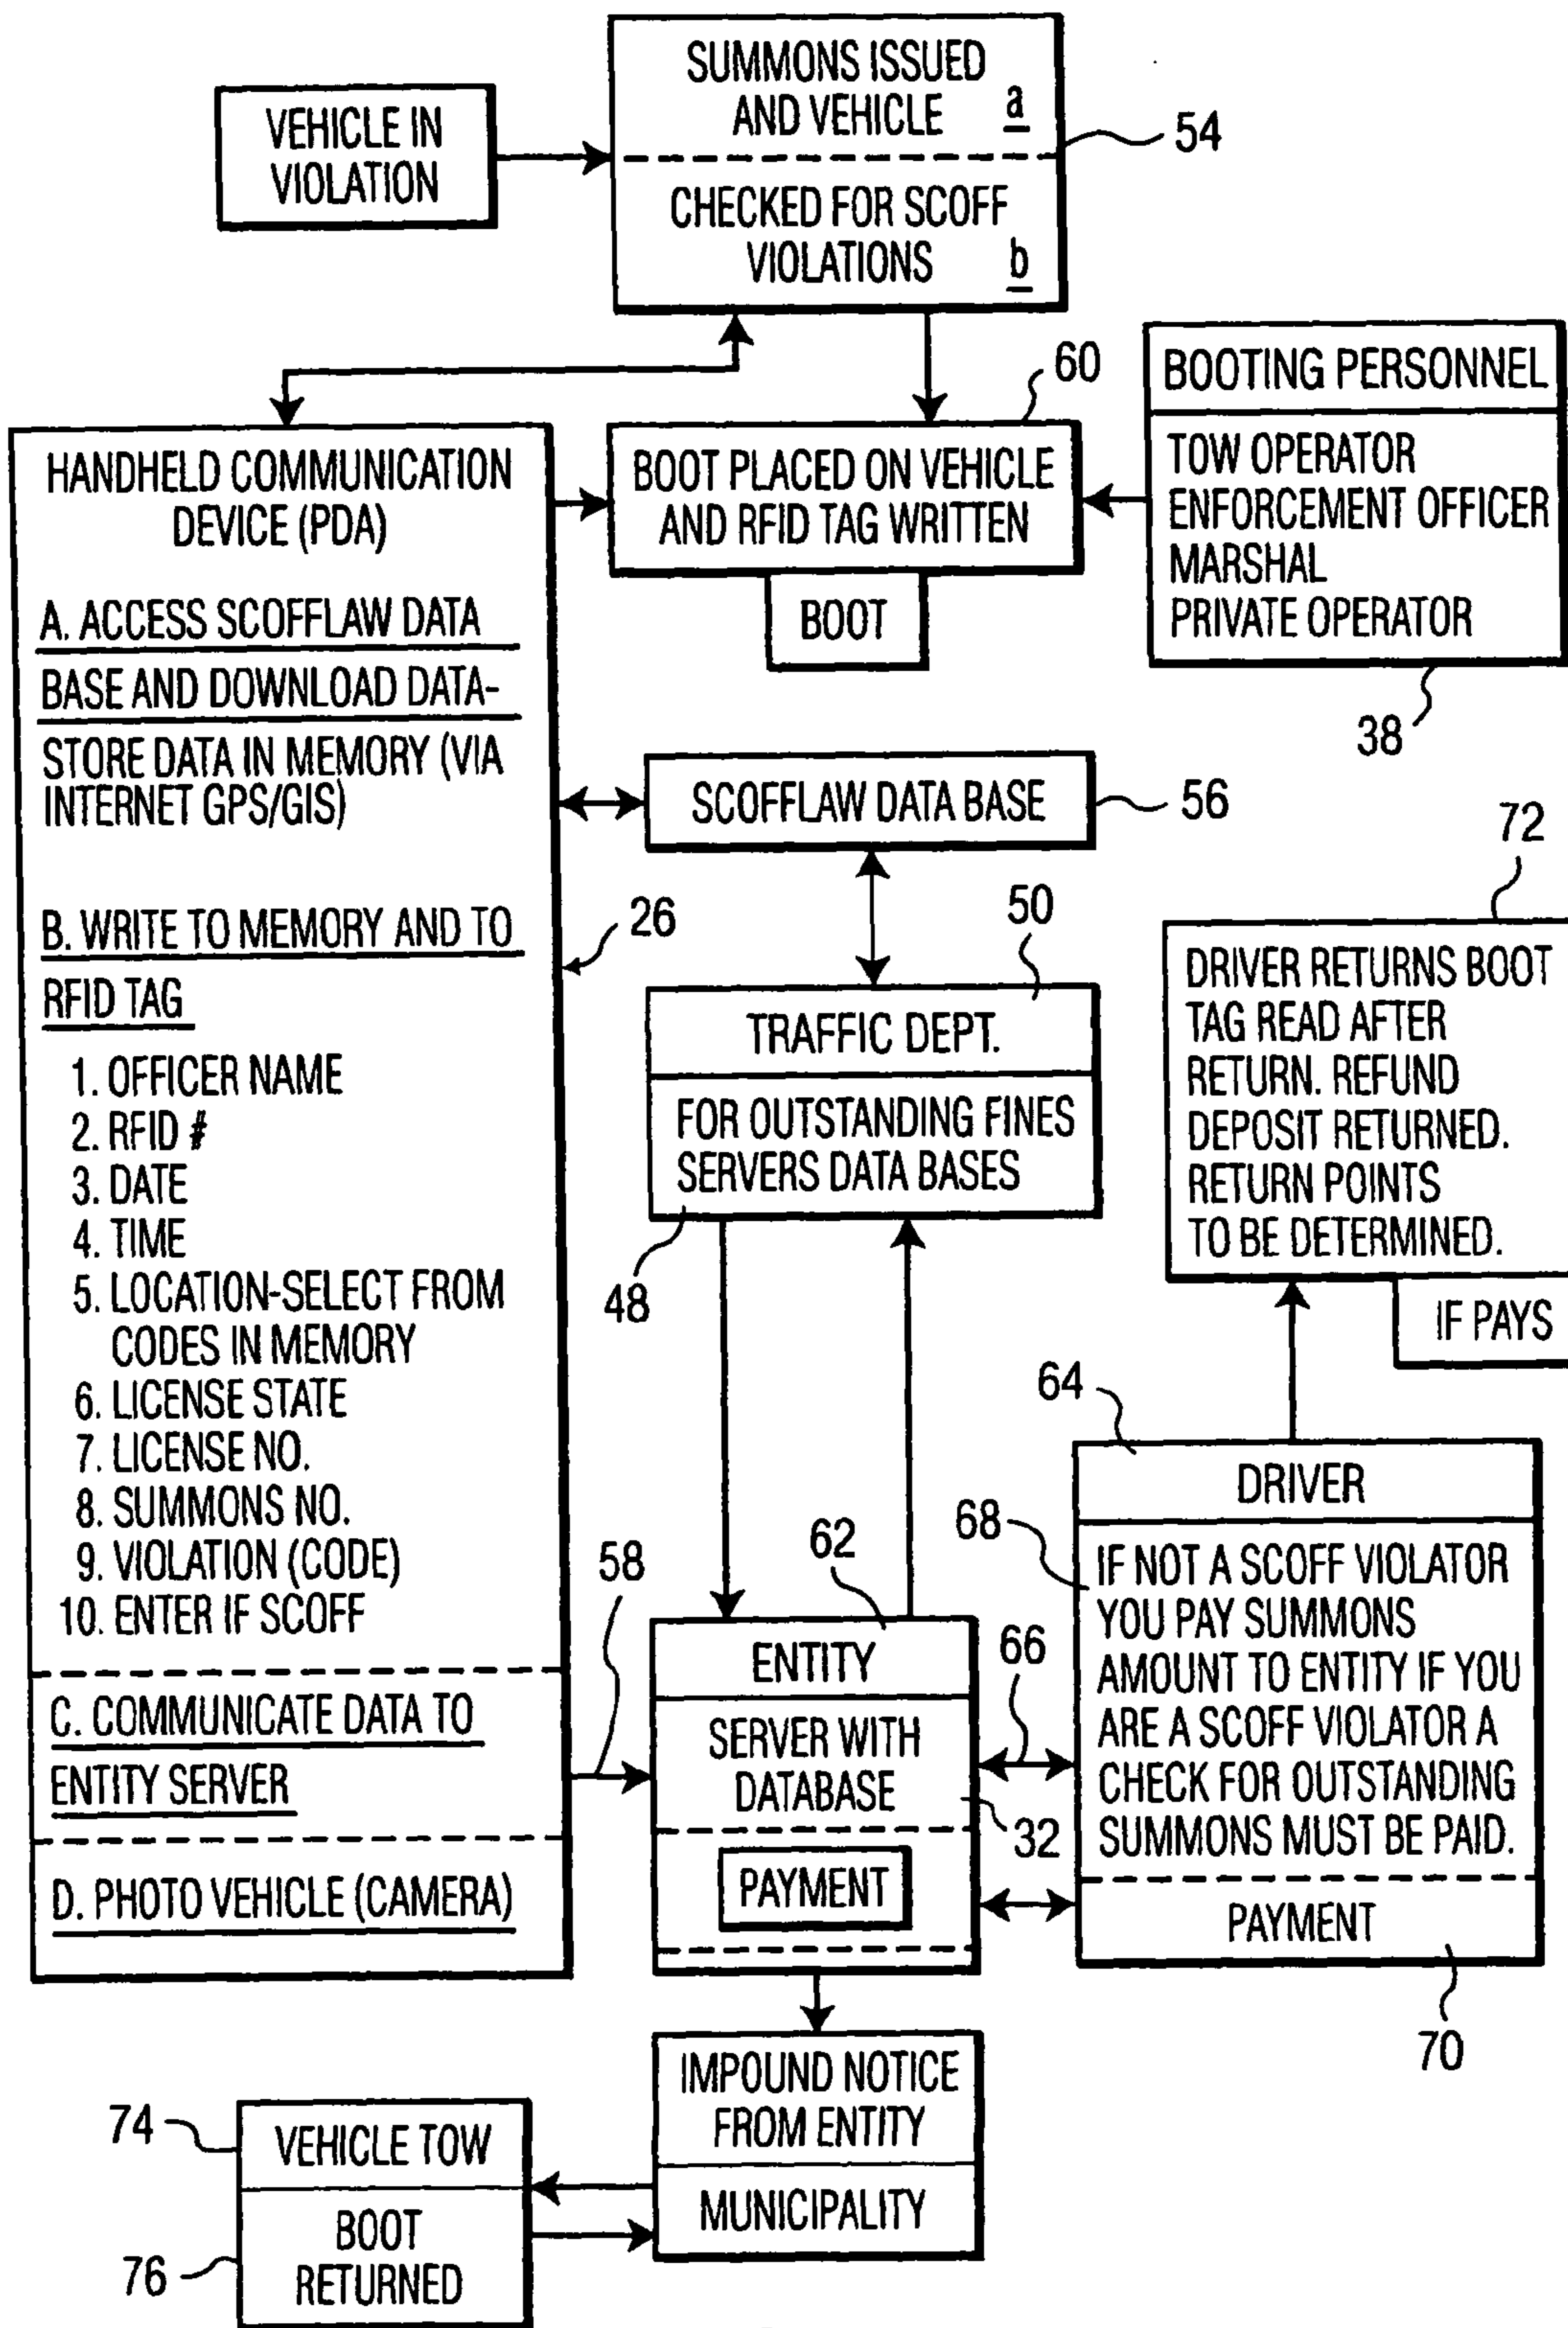 VEHICLE IN
VIOLATION
SUMMONS ISSUED
AND VEHICLE a
CHECKED FOR SCOFF
VIOLATIONS b
54
60
BOOT PLACED ON VEHICLE
AND RFID TAG WRITTEN
BOOT
BOOTING PERSONNEL
TOW OPERATOR
ENFORCEMENT OFFICER
MARSHAL
PRIVATE OPERATOR
38
HANDHELD COMMUNICATION
DEVICE (PDA)
A. ACCESS SCOFFLAW DATA
BASE AND DOWNLOAD DATA-
STORE DATA IN MEMORY (VIA
INTERNET GPS/GIS)
B. WRITE TO MEMORY AND TO
RFID TAG
1. OFFICER NAME
2. RFID #
3. DATE
4. TIME
5. LOCATION-SELECT FROM
CODES IN MEMORY
6. LICENSE STATE
7. LICENSE NO.
8. SUMMONS NO.
9. VIOLATION (CODE)
10. ENTER IF SCOFF
C. COMMUNICATE DATA TO
ENTITY SERVER
D. PHOTO VEHICLE (CAMERA)
26
SCOFFLAW DATA BASE
56
50
TRAFFIC DEPT.
FOR OUTSTANDING FINES
SERVERS DATA BASES
48
72
DRIVER RETURNS BOOT
TAG READ AFTER
RETURN. REFUND
DEPOSIT RETURNED.
RETURN POINTS
TO BE DETERMINED.
IF PAYS
58
62
ENTITY
SERVER WITH
DATABASE
32
PAYMENT
66
64
DRIVER
68
IF NOT A SCOFF VIOLATOR
YOU PAY SUMMONS
AMOUNT TO ENTITY IF YOU
ARE A SCOFF VIOLATOR A
CHECK FOR OUTSTANDING
SUMMONS MUST BE PAID.
PAYMENT
70
IMPOUND NOTICE
FROM ENTITY
MUNICIPALITY
74
VEHICLE TOW
76
BOOT
RETURNED